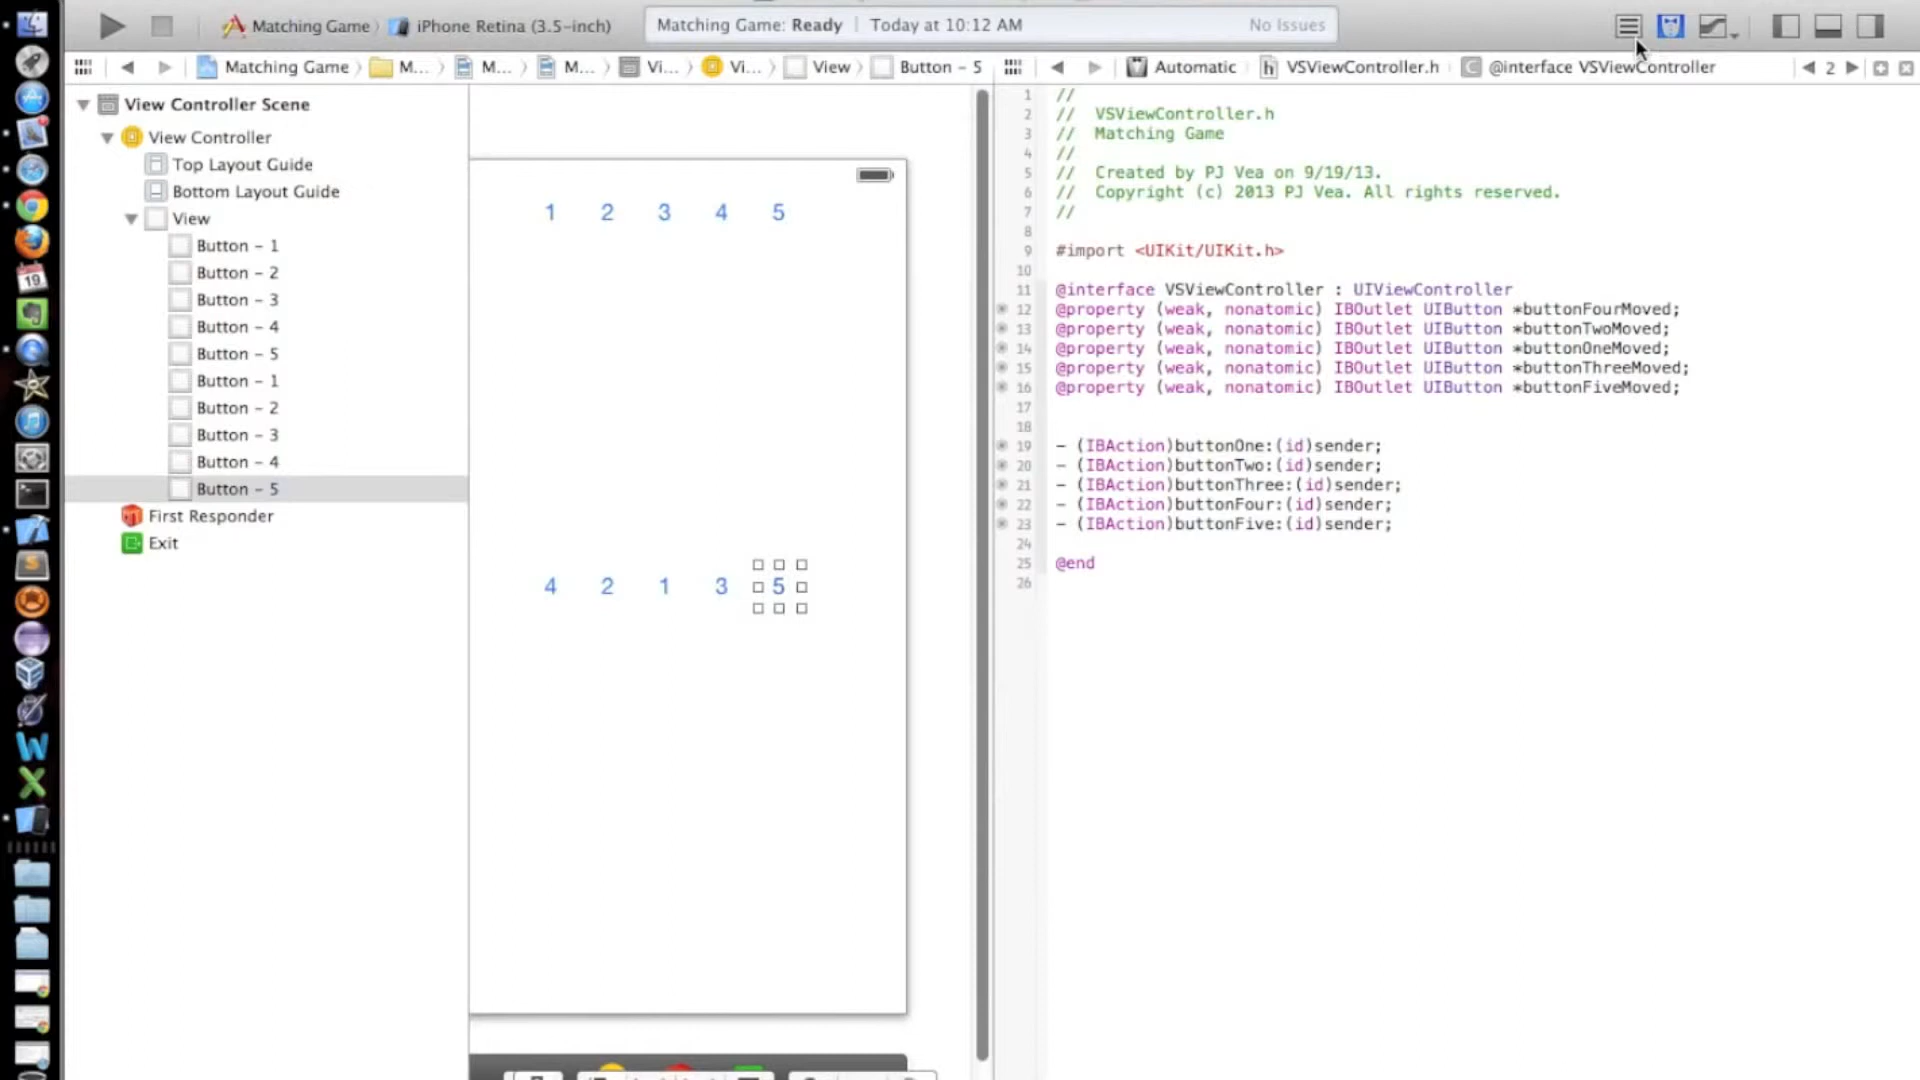 Matching Game iPhone Retina (3.5-inch)
Matching Game: Ready Today at 10:12 AM No Issues
Matching Game M... M... M... Vi... Vi... View Button - 5
Automatic VSViewController.h @interface VSViewController 2
View Controller Scene
View Controller
Top Layout Guide
Bottom Layout Guide
View
Button - 1
Button - 2
Button - 3
Button - 4
Button - 5
Button - 1
Button - 2
Button - 3
Button - 4
Button - 5
First Responder
Exit
19
1 2 3 4 5
4 2 1 3 5
1 //
2 // VSViewController.h
3 // Matching Game
4 //
5 // Created by PJ Vea on 9/19/13.
6 // Copyright (c) 2013 PJ Vea. All rights reserved.
7 //
8
9 #import <UIKit/UIKit.h>
10
11 @interface VSViewController : UIViewController
12 @property (weak, nonatomic) IBOutlet UIButton *buttonFourMoved;
13 @property (weak, nonatomic) IBOutlet UIButton *buttonTwoMoved;
14 @property (weak, nonatomic) IBOutlet UIButton *buttonOneMoved;
15 @property (weak, nonatomic) IBOutlet UIButton *buttonThreeMoved;
16 @property (weak, nonatomic) IBOutlet UIButton *buttonFiveMoved;
17
18
19 - (IBAction)buttonOne:(id)sender;
20 - (IBAction)buttonTwo:(id)sender;
21 - (IBAction)buttonThree:(id)sender;
22 - (IBAction)buttonFour:(id)sender;
23 - (IBAction)buttonFive:(id)sender;
24
25 @end
26